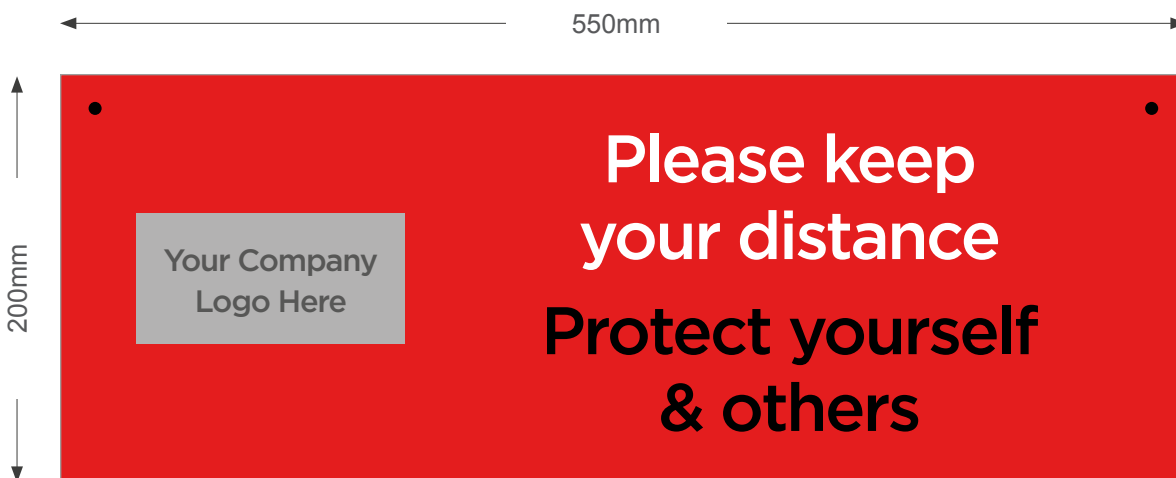 550mm
200mm
Your Company
Logo Here
Please keep
your distance
Protect yourself
& others